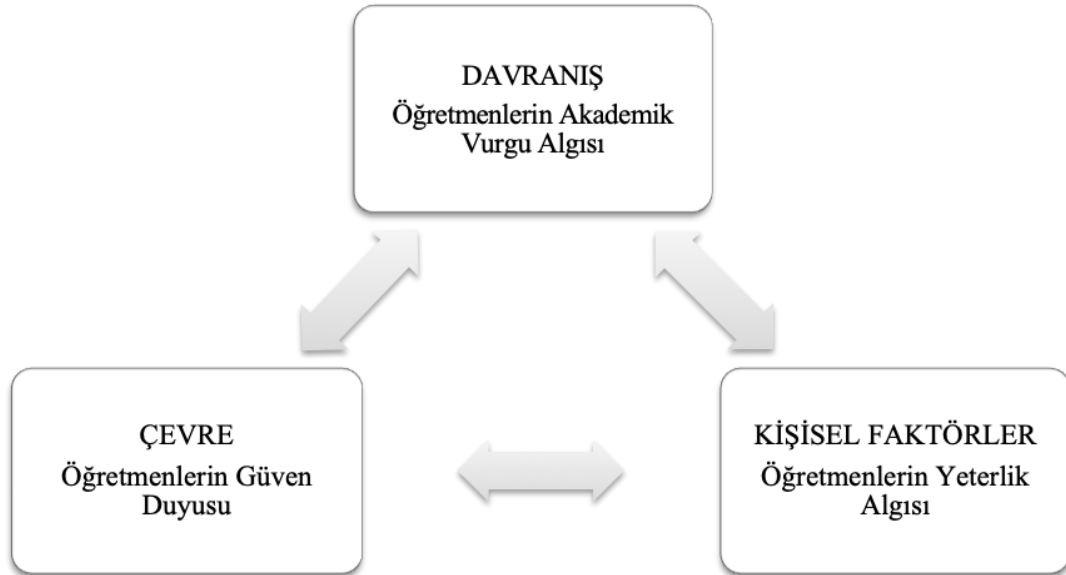 DAVRANIŞ
Öğretmenlerin Akademik
Vurgu Algısı
ÇEVRE
Öğretmenlerin Güven
Duyusu
KİŞİSEL FAKTÖRLER
Öğretmenlerin Yeterlik
Algısı